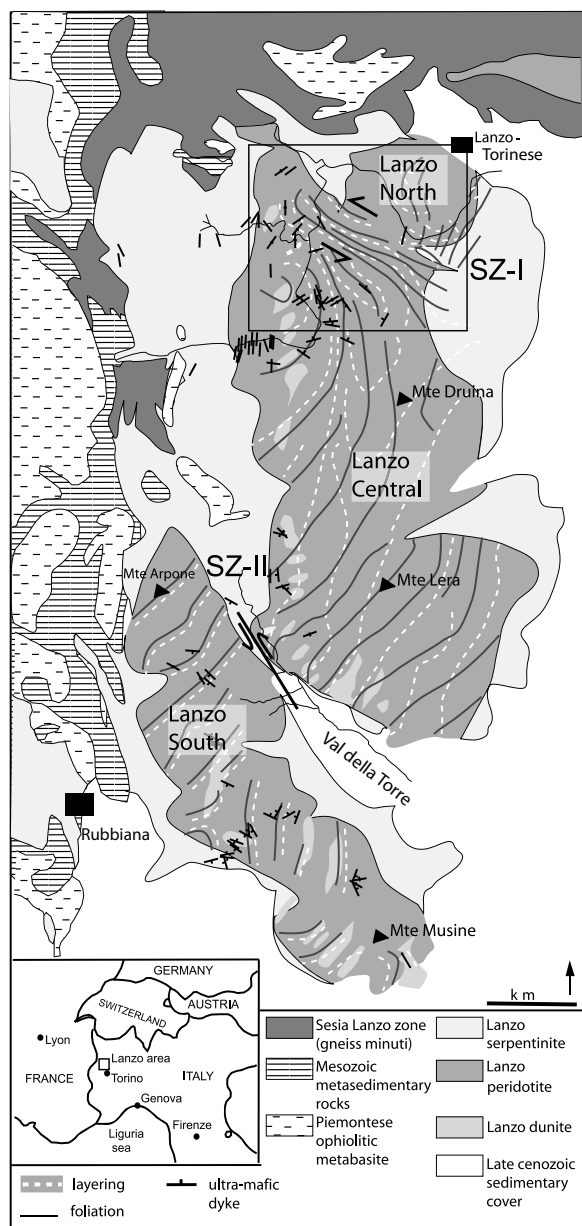 Lanzo -
Torinese
Lanzo
North
SZ-I
Mte Druina
Lanzo
Central
SZ-II
Mte Arpone
Mte Lera
Lanzo
South
Val della Torre
Rubbiana
Mte Musine
km
GERMANY
SWITZERLAND
AUSTRIA
Lyon
Lanzo area
FRANCE
Torino
ITALY
Genova
Liguria
sea
Firenze
Sesia Lanzo zone
(gneiss minuti)
Mesozoic
metasedimentary
rocks
Piemontese
ophiolitic
metabasite
Lanzo
serpentinite
Lanzo
peridotite
Lanzo dunite
Late cenozoic
sedimentary
cover
layering
foliation
ultra-mafic
dyke